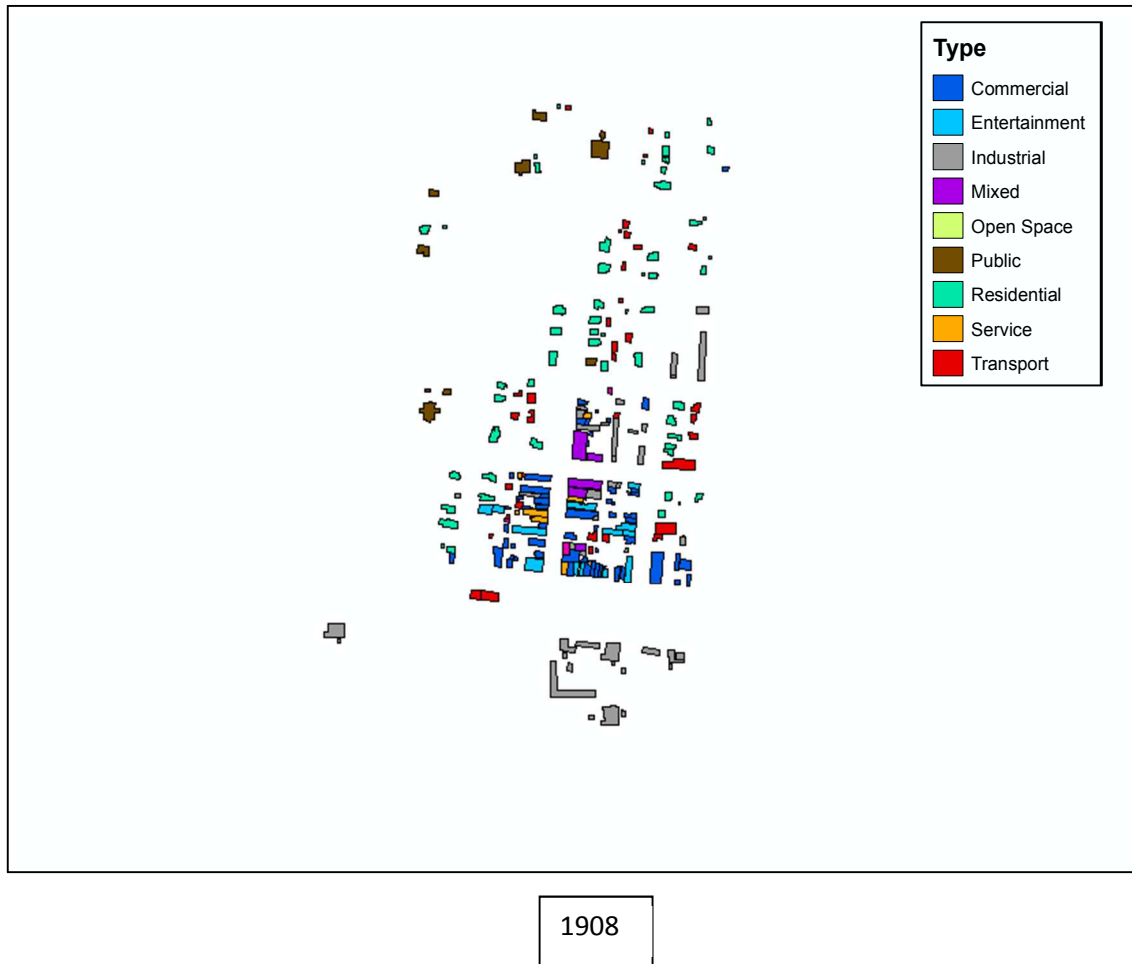 Type
Commercial
Entertainment
Industrial
Mixed
Open Space
Public
Residential
Service
Transport
1908